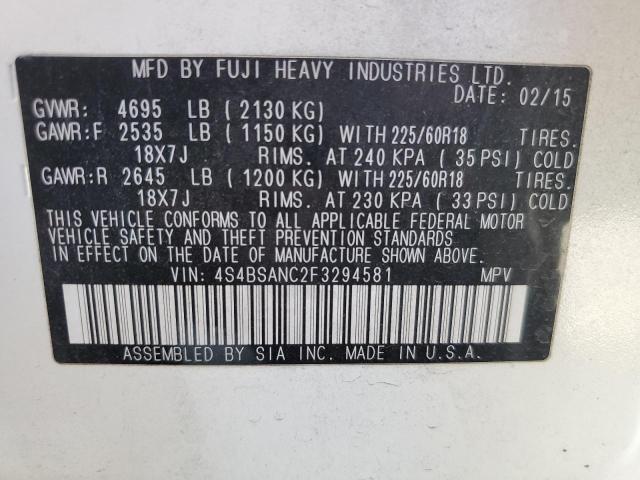 MFD BY FUJI HEAVY INDUSTRIES LTD.
DATE: 02/15
GVWR: 4695 LB (2130 KG)
GAWR:F 2535 LB (1150 KG) WITH 225/60R18 TIRES.
18X7J RIMS. AT 240 KPA (35 PSI) COLD
GAWR:R 2645 LB (1200 KG) WITH 225/60R18 TIRES.
18X7J RIMS. AT 230 KPA (33 PSI) COLD
THIS VEHICLE CONFORMS TO ALL APPLICABLE FEDERAL MOTOR
VEHICLE SAFETY AND THEFT PREVENTION STANDARDS
IN EFFECT ON THE DATE OF MANUFACTURE SHOWN ABOVE.
VIN: 4S4BSANC2F3294581 MPV
ASSEMBLED BY SIA INC. MADE IN U.S.A.